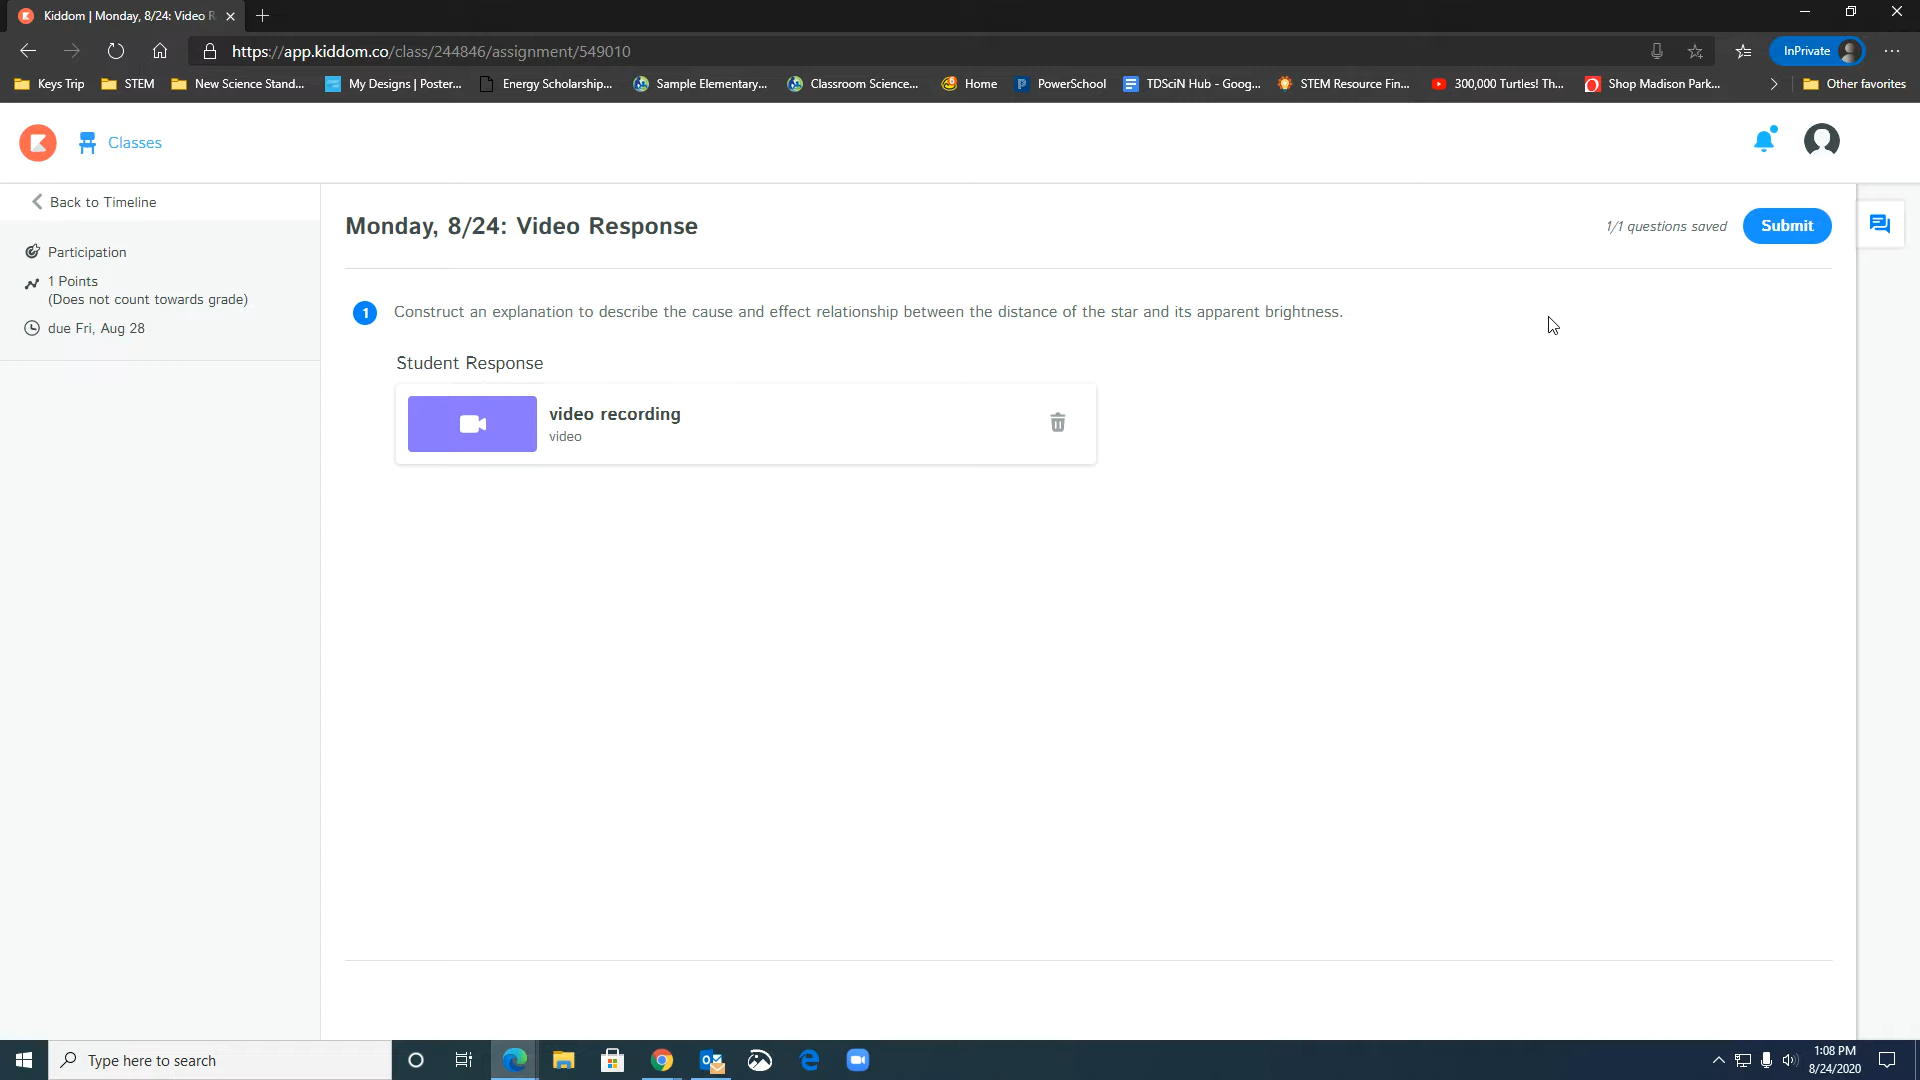 Kiddom | Monday, 8/24: Video R
https://app.kiddom.co/class/244846/assignment/549010
InPrivate
Keys Trip
STEM
New Science Stand...
My Designs | Poster...
Energy Scholarship...
Sample Elementary...
Classroom Science...
Home
PowerSchool
TDSciN Hub - Goog...
STEM Resource Fin...
300,000 Turtles! Th...
Shop Madison Park...
Other favorites
Classes
Back to Timeline
Participation
1 Points
(Does not count towards grade)
due Fri, Aug 28
Monday, 8/24: Video Response
1/1 questions saved
Submit
1 Construct an explanation to describe the cause and effect relationship between the distance of the star and its apparent brightness.
Student Response
video recording
video
Type here to search
1:08 PM
8/24/2020